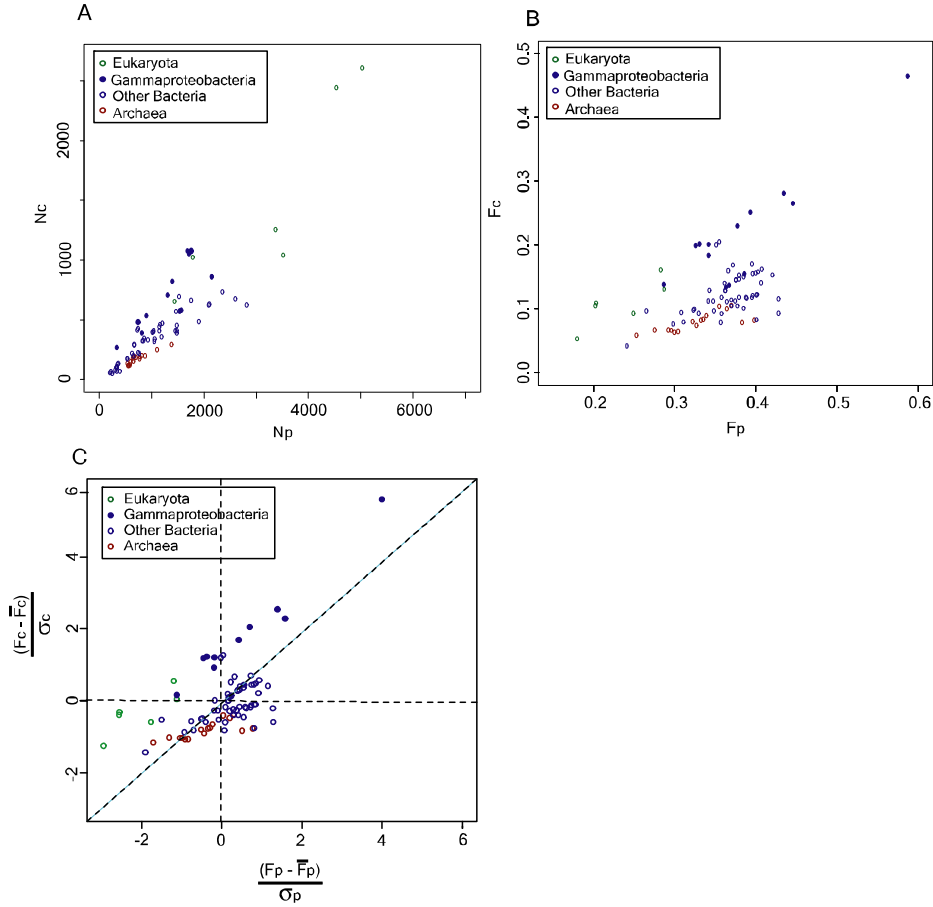 A
Eukaryota
Gammaproteobacteria
Other Bacteria
Archaea
Nc
2000
1000
0
0
2000
4000
6000
Np
B
Eukaryota
Gammaproteobacteria
Other Bacteria
Archaea
Fc
0.5
0.4
0.3
0.2
0.1
0.0
0.2
0.3
0.4
0.5
0.6
Fp
C
Eukaryota
Gammaproteobacteria
Other Bacteria
Archaea
(Fc - F̅c)
σc
6
4
2
0
-2
-2
0
2
4
6
(Fp - F̅p)
σp